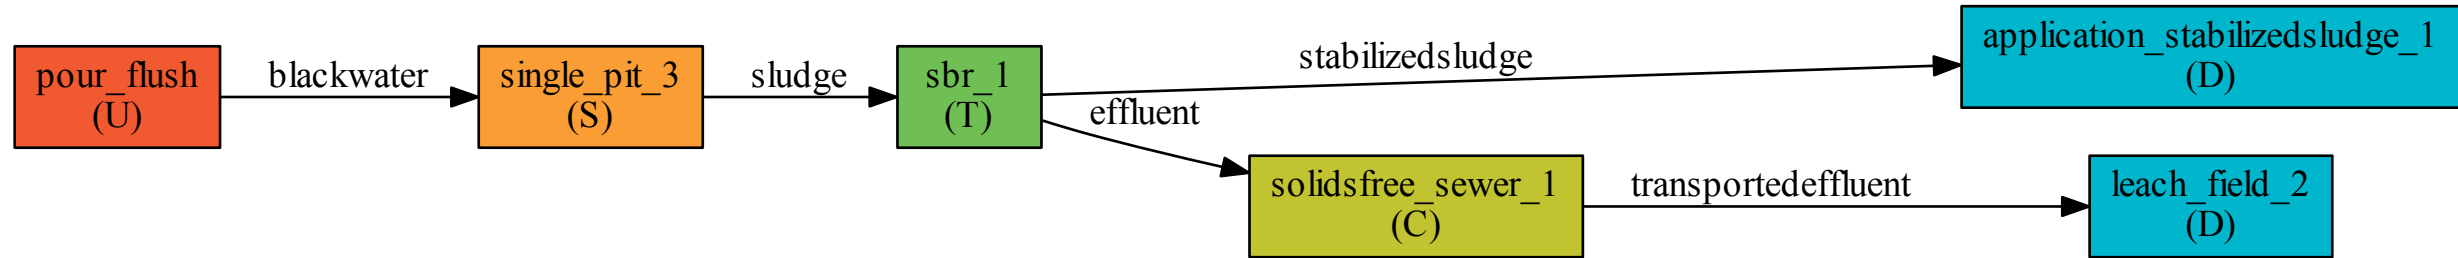 pour_flush
(U)
blackwater
single_pit_3
(S)
sludge
sbr_1
(T)
stabilizedsludge
application_stabilizedsludge_1
(D)
effluent
solidsfree_sewer_1
(C)
transportedeffluent
leach_field_2
(D)